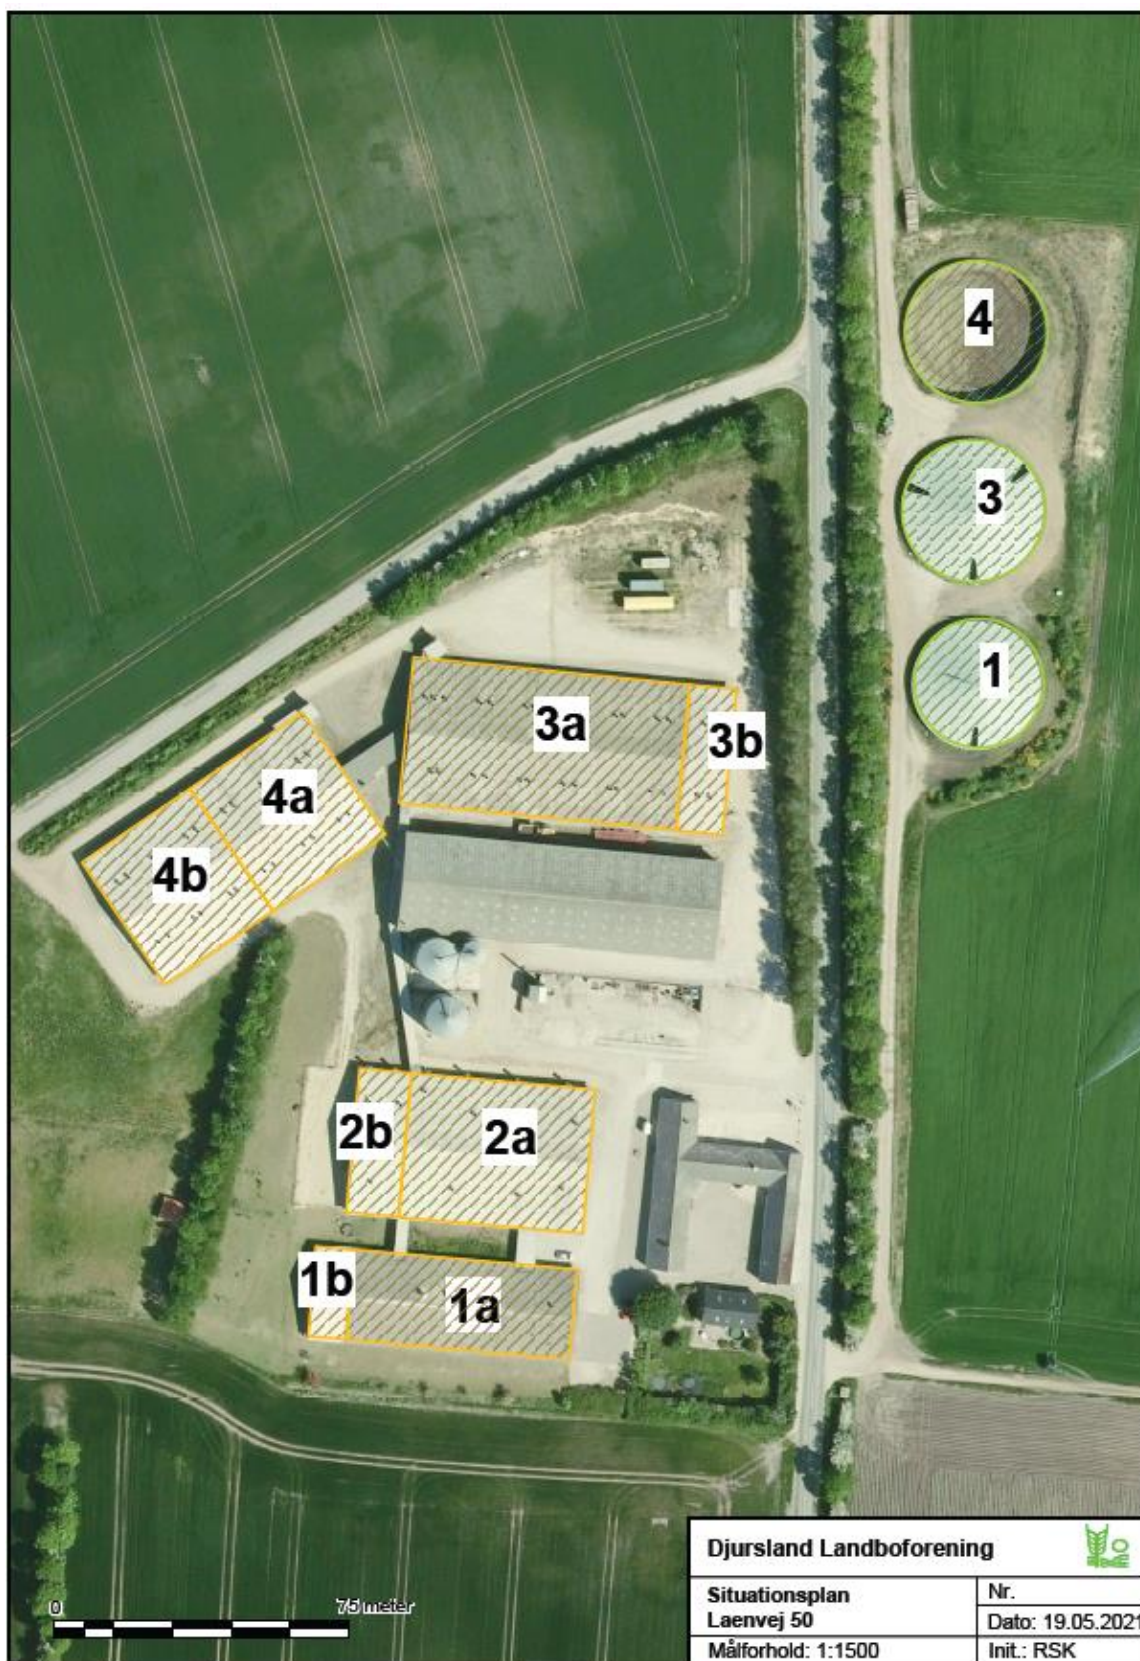 4
3
1
3a
3b
4a
4b
2b
2a
1b
1a
0 75 meter
Djursland Landboforening
Situationsplan
Laenvej 50
Nr.
Dato: 19.05.2021
Målforhold: 1:1500
Init.: RSK